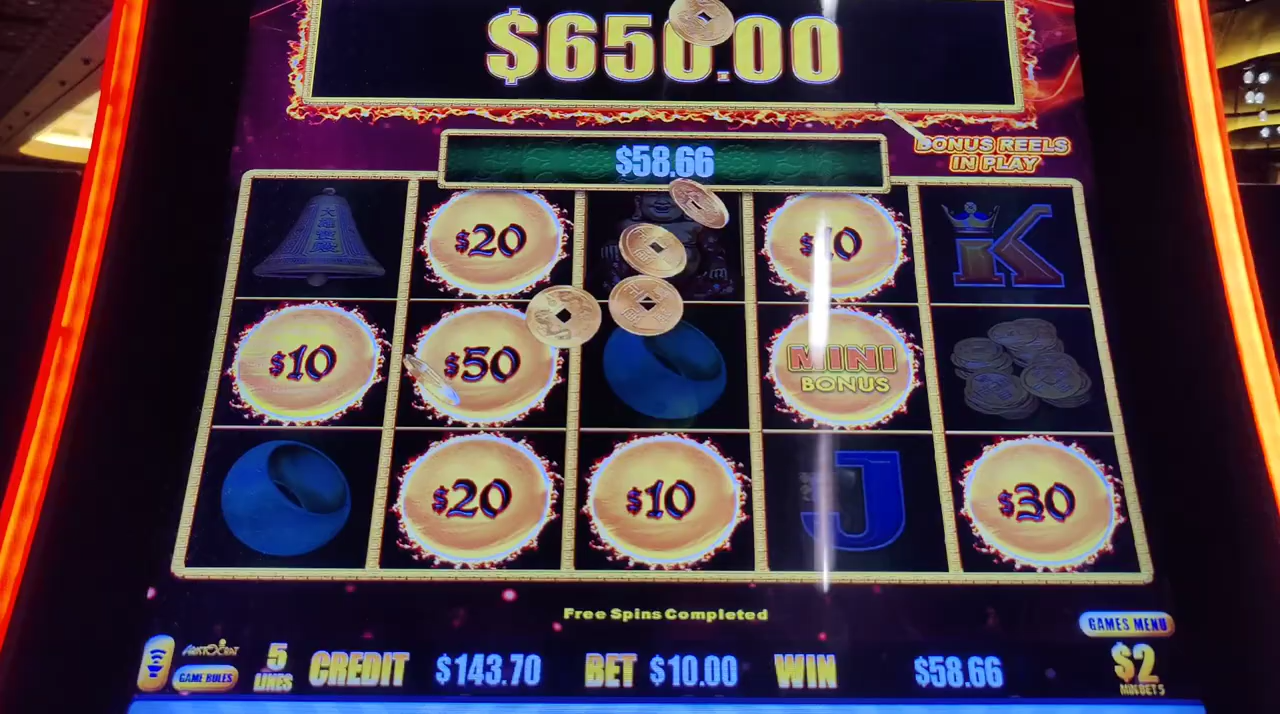 $650.00
BONUS REELS
IN PLAY
$58.66
$20
K
$10
$50
MINI
BONUS
$20
$10
J
$30
Free Spins Completed
GAMES MENU
ARISTOCRAT
GAME RULES
5
LINES
CREDIT
$143.70
BET
$10.00
WIN
$58.66
$2